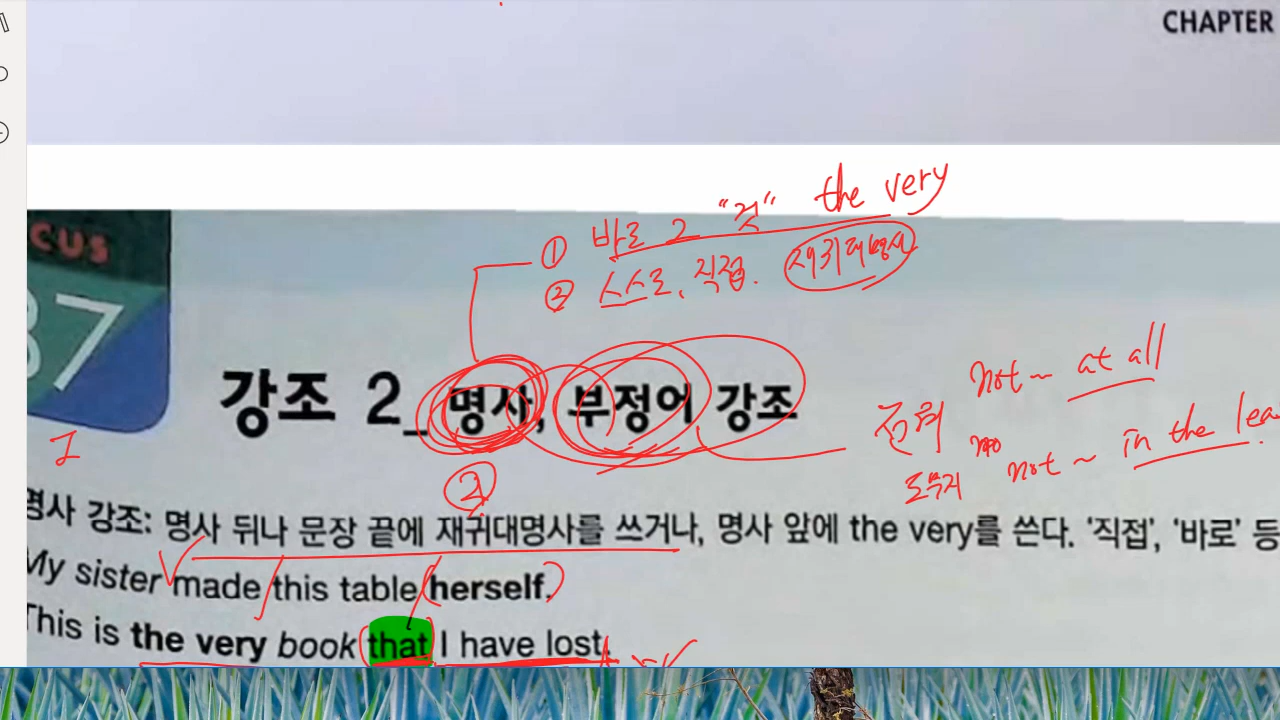 CHAPTER
① 바로 그 "것" the very
② 스스로, 직접. 재귀대명사
CUS
37
강조 2_ 명사, 부정어 강조
not ~ at all
전혀
도무지 not ~ in the lea
②
명사 강조: 명사 뒤나 문장 끝에 재귀대명사를 쓰거나, 명사 앞에 the very를 쓴다. '직접', '바로' 등
My sister made this table herself.
This is the very book that I have lost.